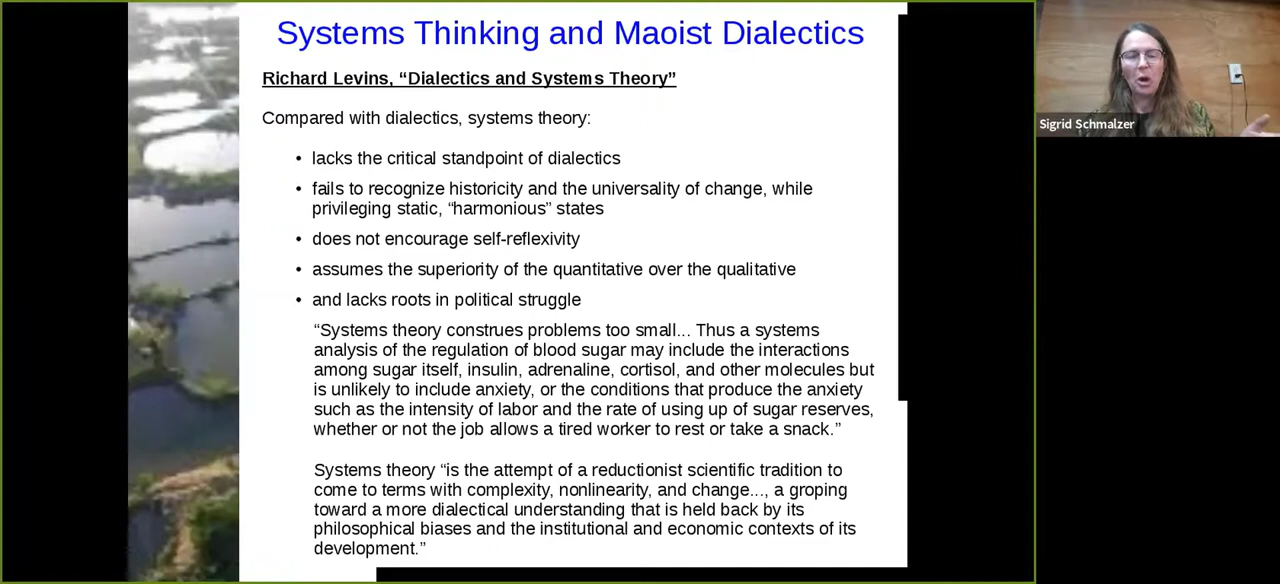 Systems Thinking and Maoist Dialectics
Richard Levins, “Dialectics and Systems Theory”
Compared with dialectics, systems theory:
• lacks the critical standpoint of dialectics
• fails to recognize historicity and the universality of change, while
privileging static, “harmonious” states
• does not encourage self-reflexivity
• assumes the superiority of the quantitative over the qualitative
• and lacks roots in political struggle
“Systems theory construes problems too small... Thus a systems
analysis of the regulation of blood sugar may include the interactions
among sugar itself, insulin, adrenaline, cortisol, and other molecules but
is unlikely to include anxiety, or the conditions that produce the anxiety
such as the intensity of labor and the rate of using up of sugar reserves,
whether or not the job allows a tired worker to rest or take a snack.”
Systems theory “is the attempt of a reductionist scientific tradition to
come to terms with complexity, nonlinearity, and change..., a groping
toward a more dialectical understanding that is held back by its
philosophical biases and the institutional and economic contexts of its
development.”
Sigrid Schmalzer